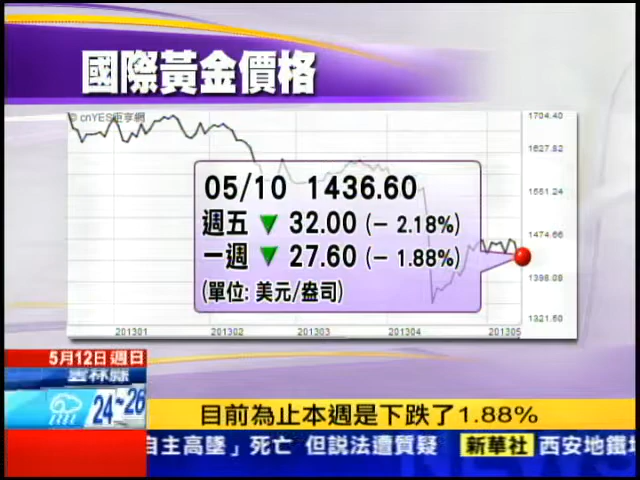 國際黃金價格
© cnYES鉅亨網
1704.40
1627.82
1551.24
1474.66
1398.08
1321.50
05/10 1436.60
週五 ▼ 32.00 (－ 2.18%)
一週 ▼ 27.60 (－ 1.88%)
(單位: 美元/盎司)
201301 201302 201303 201304 201305
5月12日 週日
雲林縣
24~26
目前為止本週是下跌了1.88%
自主高墜」死亡 但說法遭質疑 新華社 西安地鐵坍
NEWS